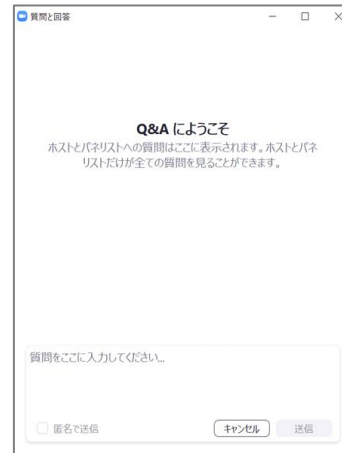 質問と回答
Q&A にようこそ
ホストとパネリストへの質問はここに表示されます。ホストとパネ
リストだけが全ての質問を見ることができます。
質問をここに入力してください...
匿名で送信
キャンセル
送信